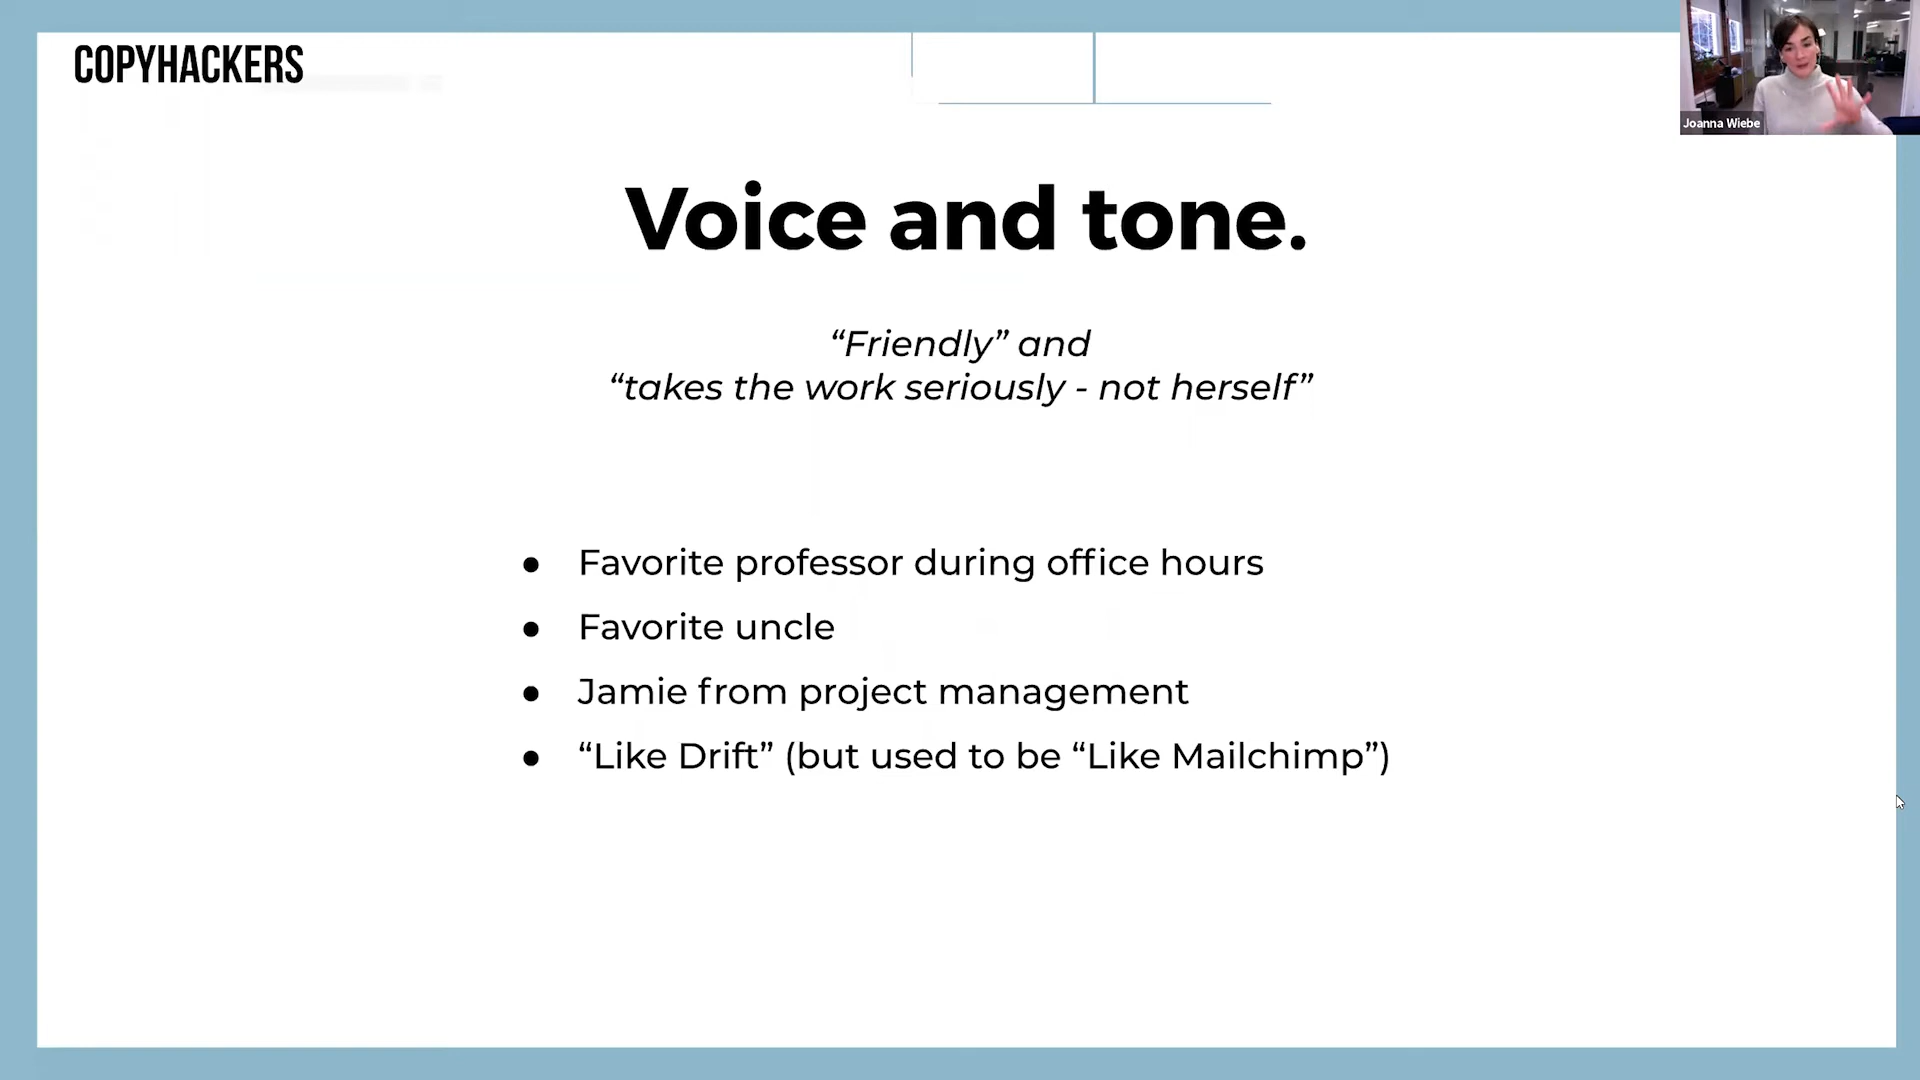 COPYHACKERS
Joanna Wiebe
Voice and tone.
“Friendly” and
“takes the work seriously - not herself”
● Favorite professor during office hours
● Favorite uncle
● Jamie from project management
● “Like Drift” (but used to be “Like Mailchimp”)